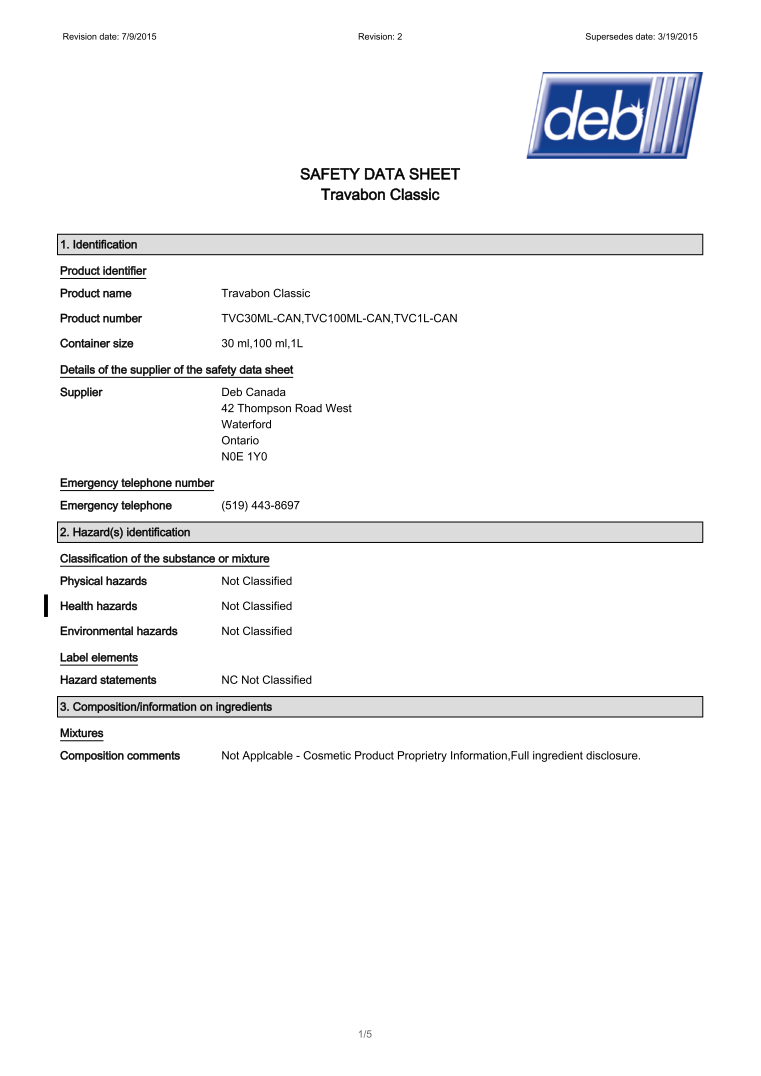 Revision date: 7/9/2015 Revision: 2 Supersedes date: 3/19/2015
deb
SAFETY DATA SHEET
Travabon Classic
1. Identification
Product identifier
Product name Travabon Classic
Product number TVC30ML-CAN,TVC100ML-CAN,TVC1L-CAN
Container size 30 ml,100 ml,1L
Details of the supplier of the safety data sheet
Supplier Deb Canada
42 Thompson Road West
Waterford
Ontario
N0E 1Y0
Emergency telephone number
Emergency telephone (519) 443-8697
2. Hazard(s) identification
Classification of the substance or mixture
Physical hazards Not Classified
Health hazards Not Classified
Environmental hazards Not Classified
Label elements
Hazard statements NC Not Classified
3. Composition/information on ingredients
Mixtures
Composition comments Not Applcable - Cosmetic Product Proprietry Information,Full ingredient disclosure.
1/5